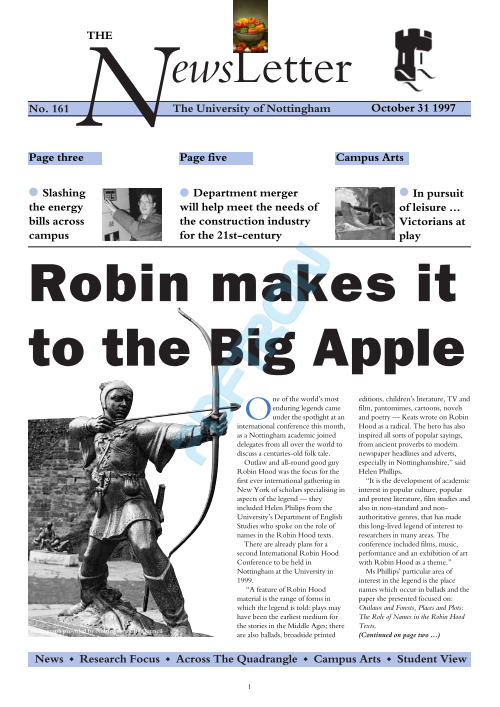 THE
NewsLetter
No. 161
The University of Nottingham
October 31 1997
Page three
Slashing
the energy
bills across
campus
Page five
Department merger
will help meet the needs of
the construction industry
for the 21st-century
Campus Arts
In pursuit
of leisure …
Victorians at
play
Robin makes it
to the Big Apple
One of the world's most
enduring legends came
under the spotlight at an
international conference this month,
as a Nottingham academic joined
delegates from all over the world to
discuss a centuries-old folk tale.
Outlaw and all-round good guy
Robin Hood was the focus for the
first ever international gathering in
New York of scholars specialising in
aspects of the legend — they
included Helen Philips from the
University's Department of English
Studies who spoke on the role of
names in the Robin Hood texts.
There are already plans for a
second International Robin Hood
Conference to be held in
Nottingham at the University in
1999.
"A feature of Robin Hood
material is the range of forms in
which the legend is told: plays may
have been the earliest medium for
the stories in the Middle Ages; there
are also ballads, broadside printed
editions, children's literature, TV and
film, pantomimes, cartoons, novels
and poetry — Keats wrote on Robin
Hood as a radical. The hero has also
inspired all sorts of popular sayings,
from ancient proverbs to modern
newspaper headlines and adverts,
especially in Nottinghamshire," said
Helen Phillips.
"It is the development of academic
interest in popular culture, popular
and protest literature, film studies and
also in non-standard and non-
authoritative genres, that has made
this long-lived legend of interest to
researchers in many areas. The
conference included films, music,
performance and an exhibition of art
with Robin Hood as a theme."
Ms Phillips' particular area of
interest in the legend is the place
names which occur in ballads and the
paper she presented focused on:
Outlaws and Forests, Places and Plots:
The Role of Names in the Robin Hood
Texts.
(Continued on page two …)
News • Research Focus • Across The Quadrangle • Campus Arts • Student View
1